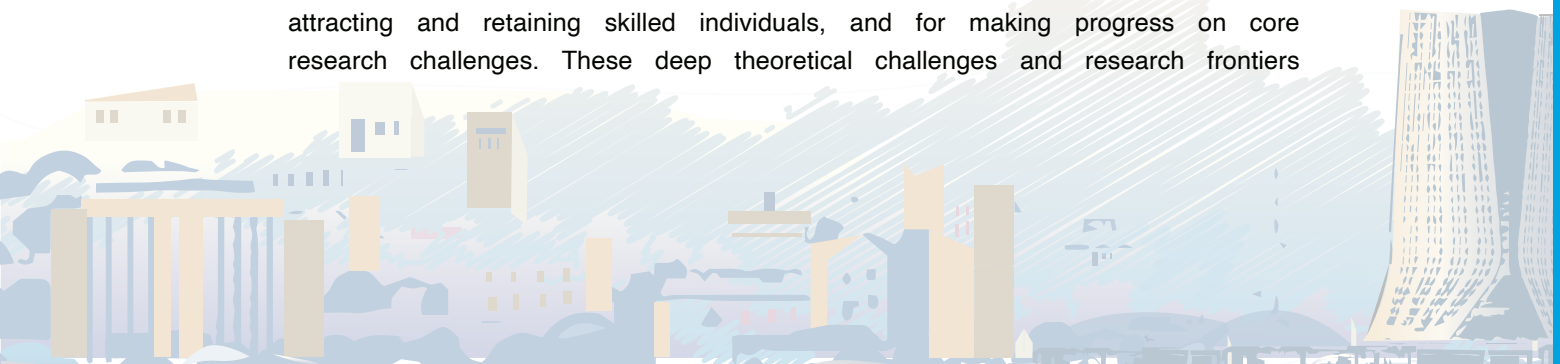 attracting and retaining skilled individuals, and for making progress on core
research challenges. These deep theoretical challenges and research frontiers